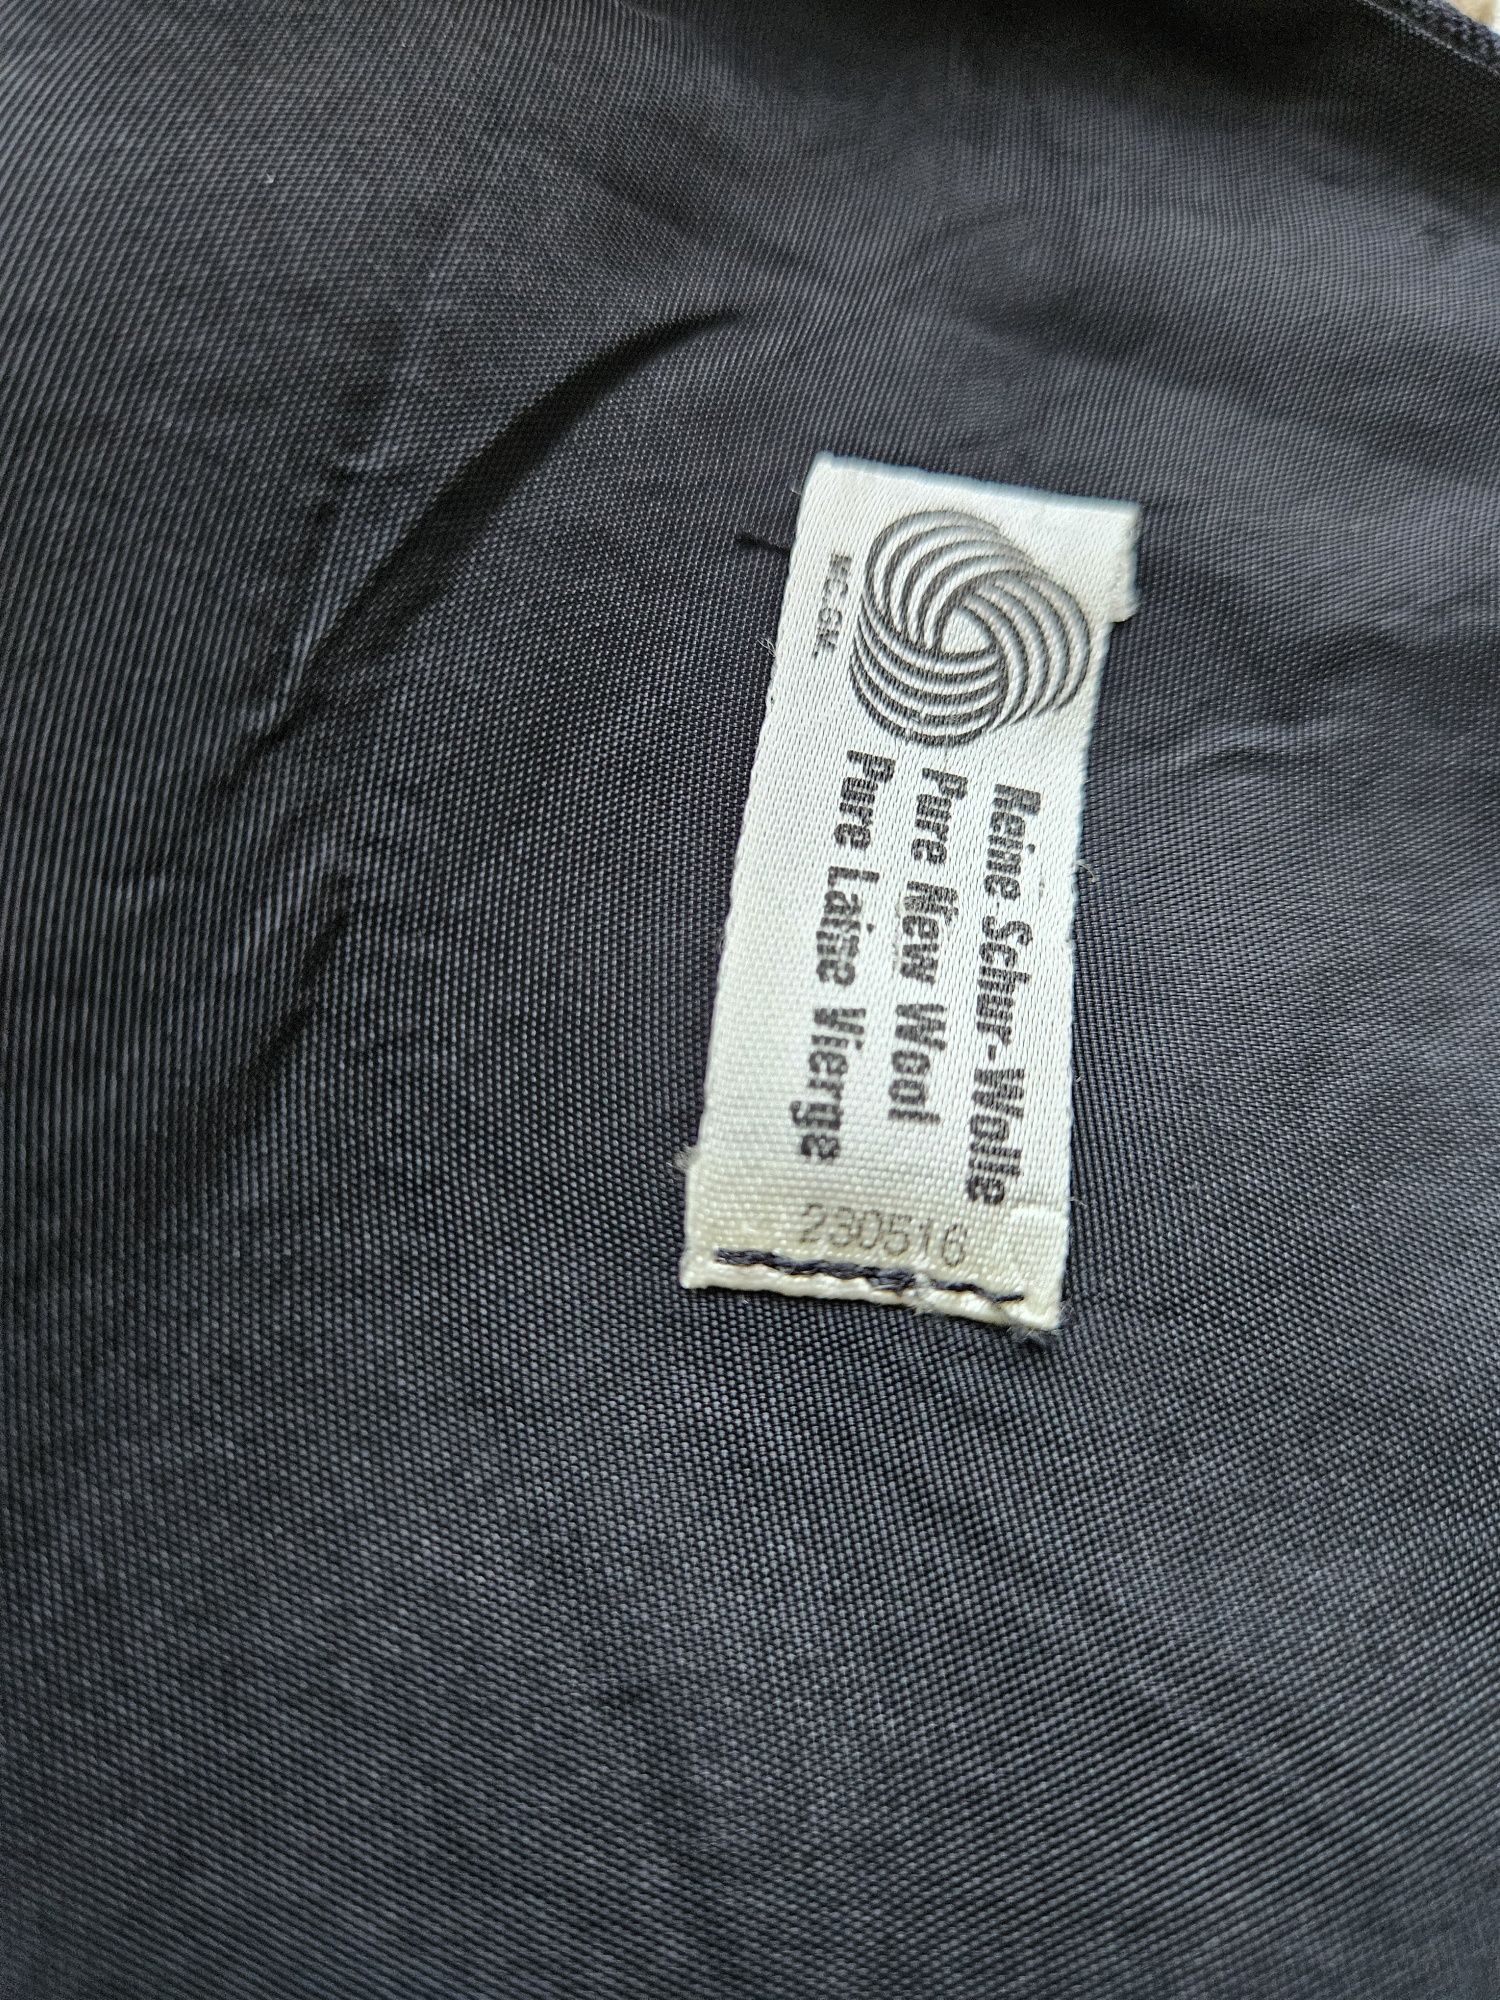 Reine Schur-Wolle
Pure New Wool
Pure Laine Vierge
230516